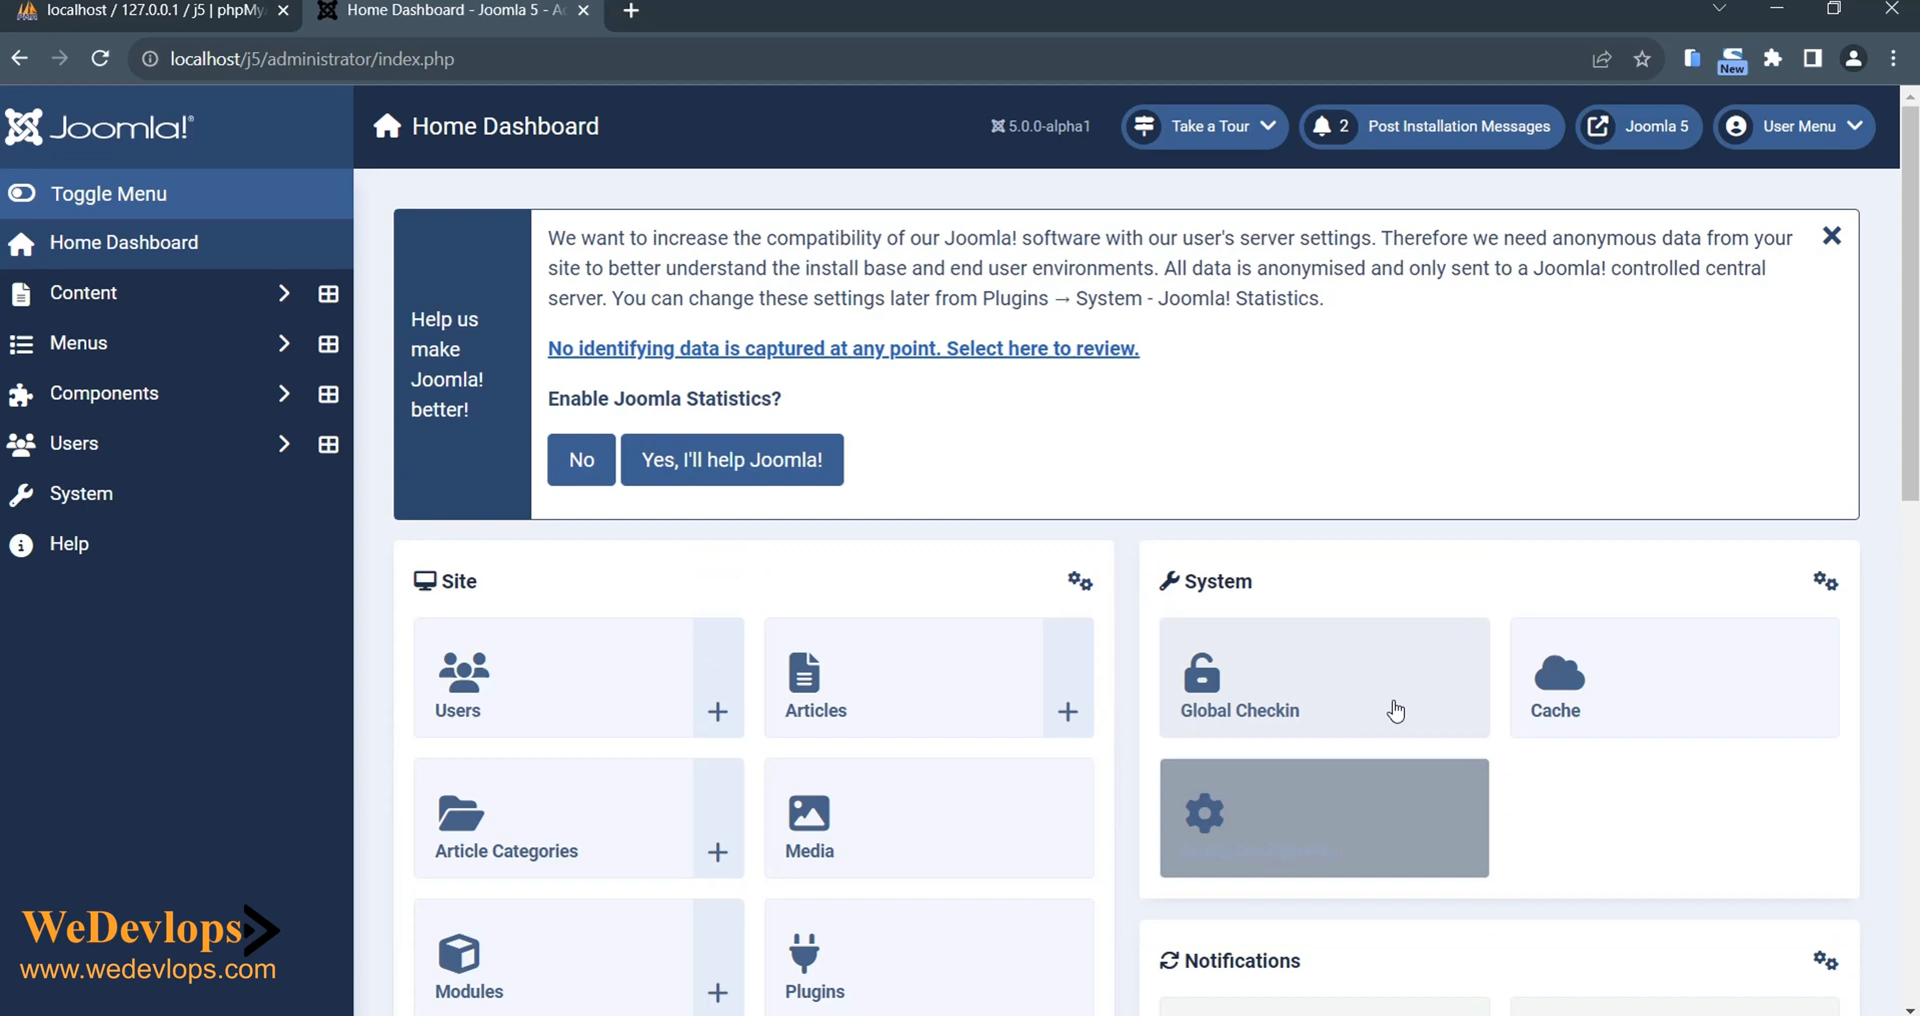 localhost / 127.0.0.1 / j5 | phpMy
Home Dashboard - Joomla 5 - A
localhost/j5/administrator/index.php
New
Joomla!®
Home Dashboard
5.0.0-alpha1
Take a Tour
2 Post Installation Messages
Joomla 5
User Menu
Toggle Menu
Home Dashboard
Content
Menus
Components
Users
System
Help
Help us
make
Joomla!
better!
We want to increase the compatibility of our Joomla! software with our user's server settings. Therefore we need anonymous data from your
site to better understand the install base and end user environments. All data is anonymised and only sent to a Joomla! controlled central
server. You can change these settings later from Plugins → System - Joomla! Statistics.
No identifying data is captured at any point. Select here to review.
Enable Joomla Statistics?
No
Yes, I'll help Joomla!
Site
Users
Articles
Article Categories
Media
Modules
Plugins
System
Global Checkin
Cache
Notifications
WeDevlops
www.wedevlops.com